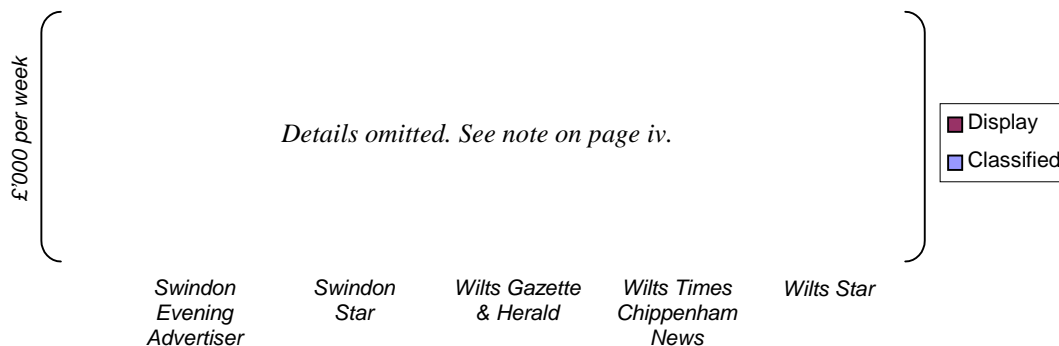 £'000 per week
Details omitted. See note on page iv.
Display
Classified
Swindon
Evening
Advertiser
Swindon
Star
Wilts Gazette
& Herald
Wilts Times
Chippenham
News
Wilts Star